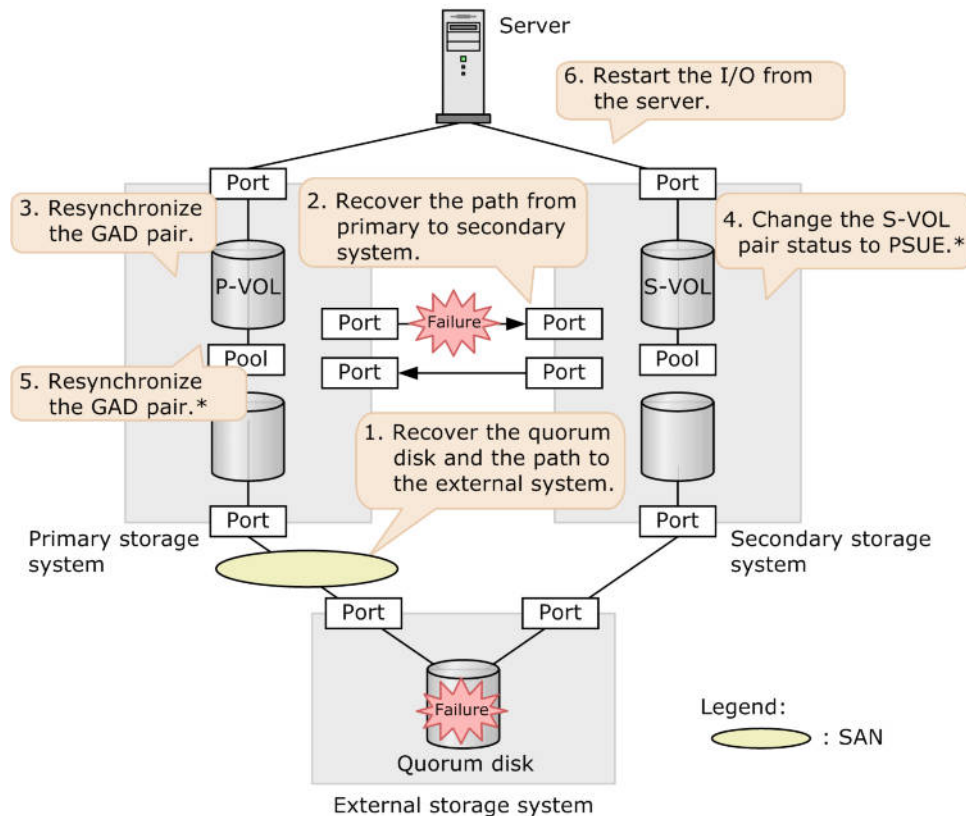 Server
6. Restart the I/O from
the server.
Port
Port
3. Resynchronize
the GAD pair.
2. Recover the path from
primary to secondary
system.
4. Change the S-VOL
pair status to PSUE.*
P-VOL
S-VOL
Port
Failure
Port
Pool
Port
Port
Pool
5. Resynchronize
the GAD pair.*
1. Recover the quorum
disk and the path to
the external system.
Port
Port
Primary storage
system
Secondary storage
system
Port
Port
Failure
Quorum disk
External storage system
Legend:
: SAN